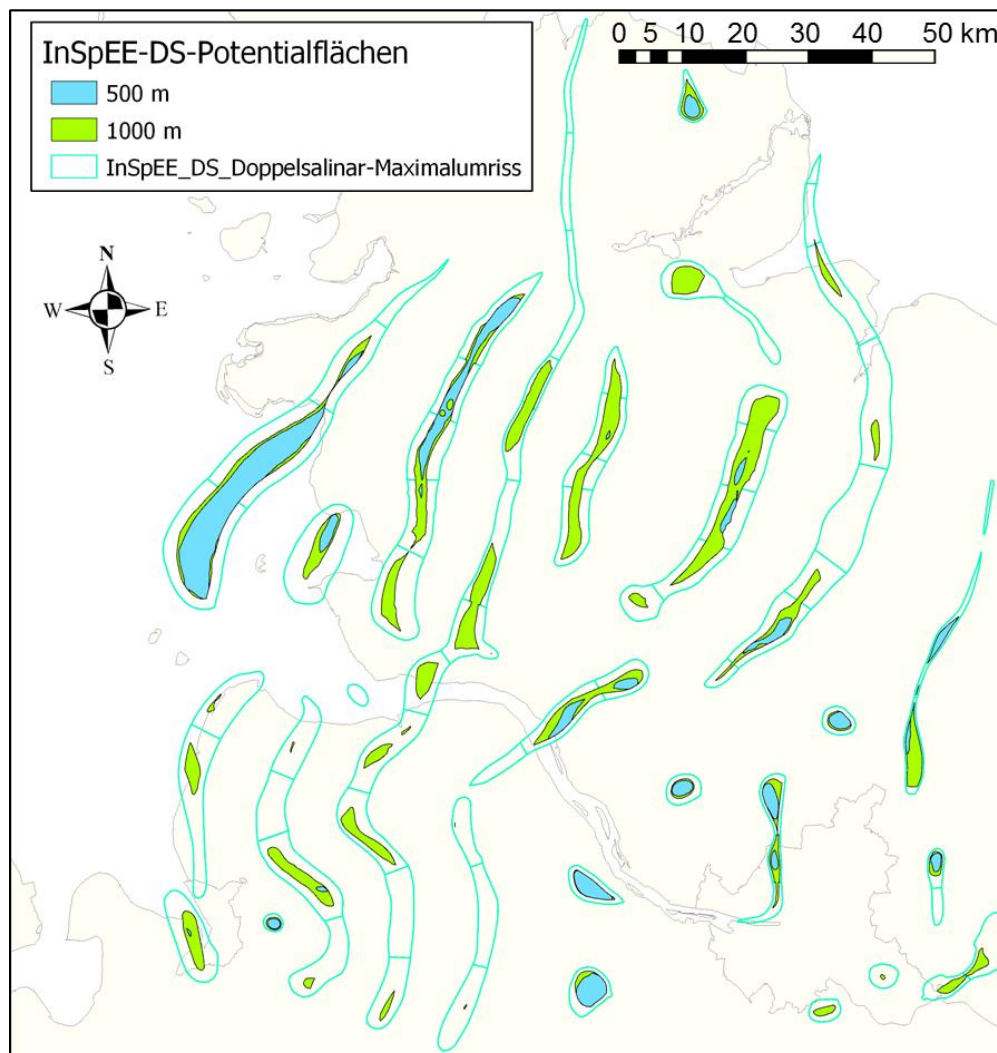 InSpEE-DS-Potentialflächen
500 m
1000 m
InSpEE_DS_Doppelsalinar-Maximalumriss
0 5 10 20 30 40 50 km
N
W E
S